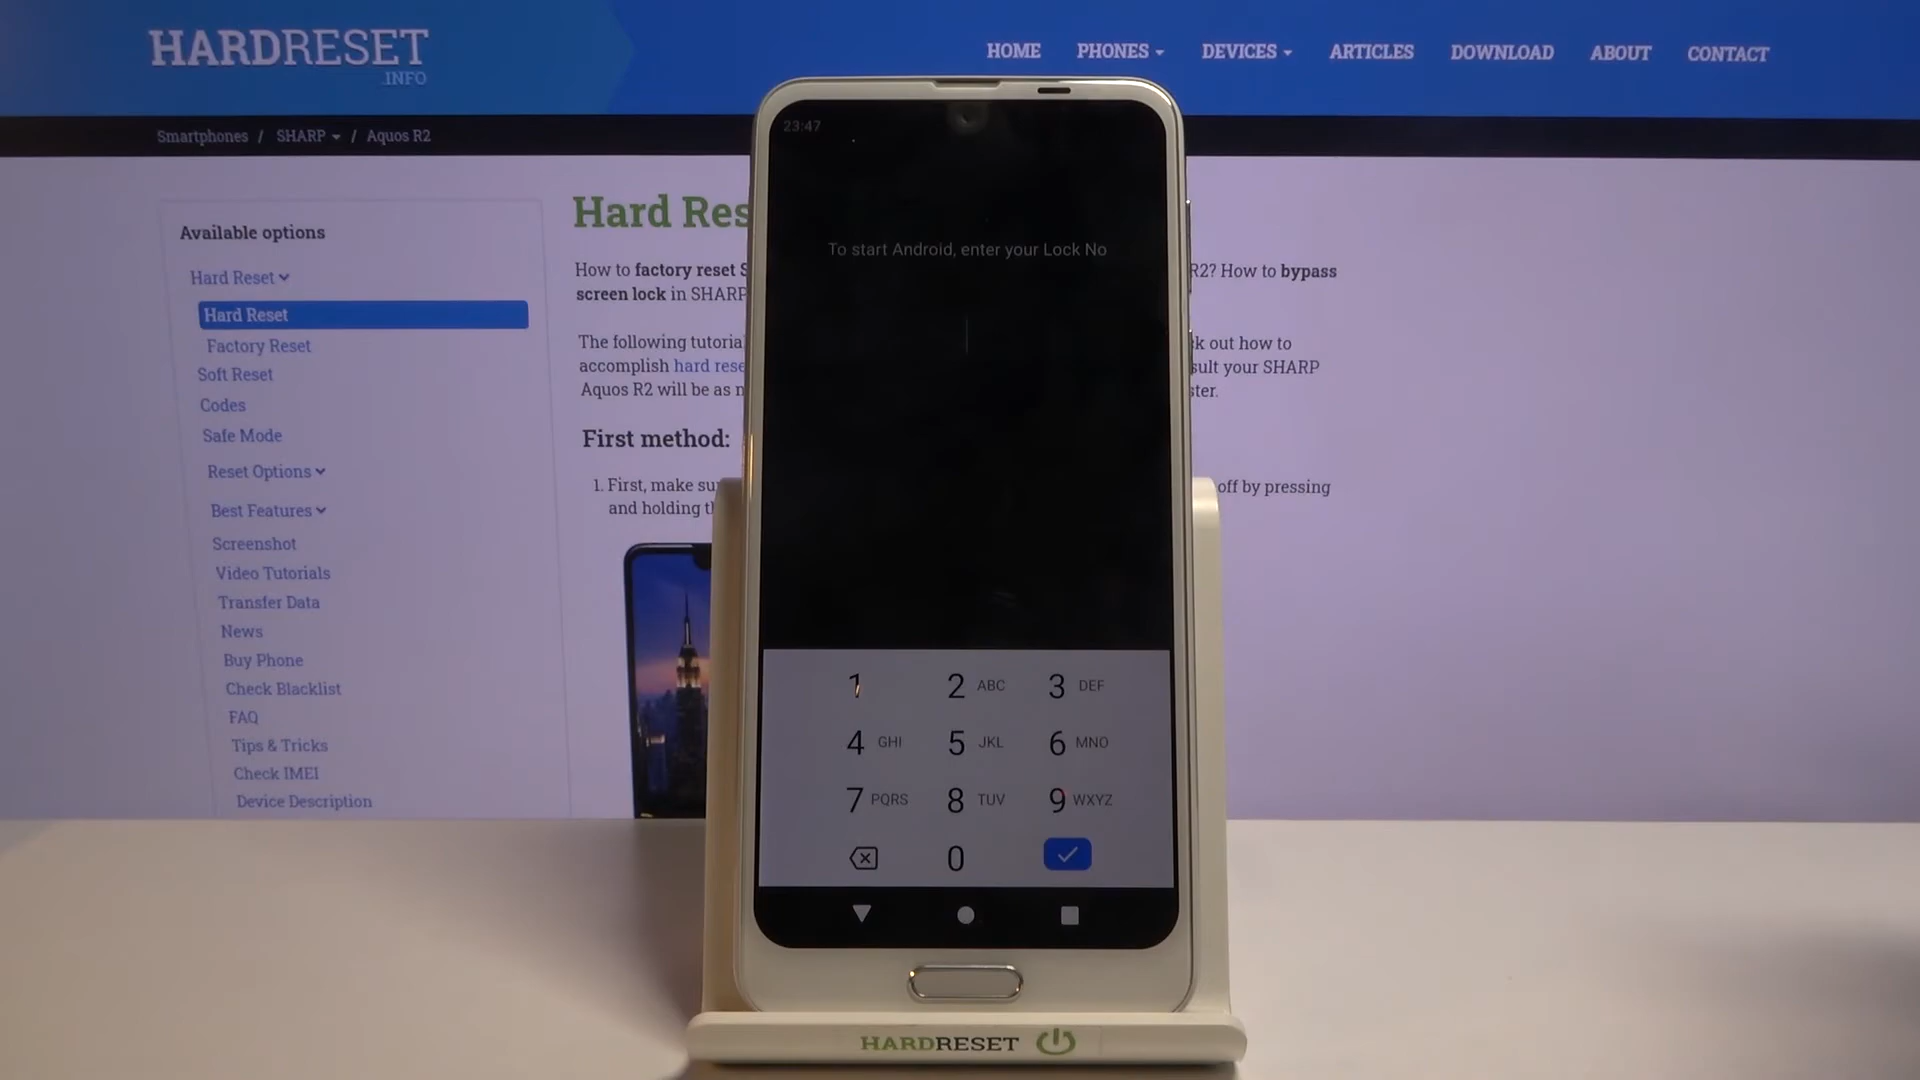 HARDRESET
.INFO
HOME PHONES DEVICES ARTICLES DOWNLOAD ABOUT CONTACT
Smartphones / SHARP / Aquos R2
Available options
Hard Reset
Hard Reset
Factory Reset
Soft Reset
Codes
Safe Mode
Reset Options
Best Features
Screenshot
Video Tutorials
Transfer Data
News
Buy Phone
Check Blacklist
FAQ
Tips & Tricks
Check IMEI
Device Description
Hard Res
How to factory reset R2? How to bypass
screen lock in SHARP
The following tutoria k out how to
accomplish hard rese sult your SHARP
Aquos R2 will be as ster.
First method:
1. First, make su off by pressing
and holding
23:47
To start Android, enter your Lock No
1 2 ABC 3 DEF
4 GHI 5 JKL 6 MNO
7 PQRS 8 TUV 9 WXYZ
0
HARDRESET